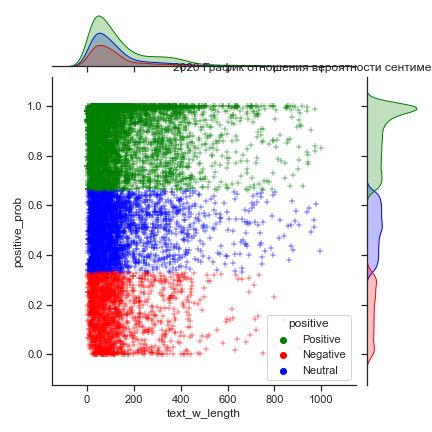 2020 График отношения вероятности сентиме
1.0
0.8
0.6
0.4
0.2
0.0
positive_prob
positive
Positive
Negative
Neutral
0
200
400
600
800
1000
text_w_length